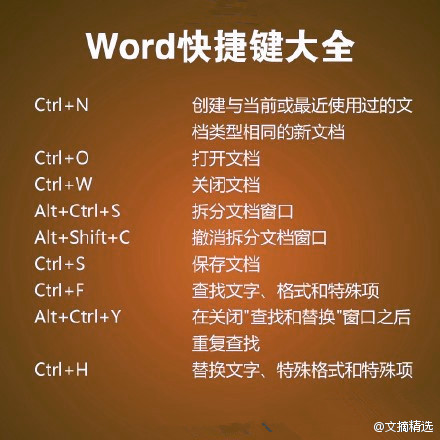 Word快捷键大全
Ctrl+N 创建与当前或最近使用过的文
档类型相同的新文档
Ctrl+O 打开文档
Ctrl+W 关闭文档
Alt+Ctrl+S 拆分文档窗口
Alt+Shift+C 撤消拆分文档窗口
Ctrl+S 保存文档
Ctrl+F 查找文字、格式和特殊项
Alt+Ctrl+Y 在关闭"查找和替换"窗口之后
重复查找
Ctrl+H 替换文字、特殊格式和特殊项
@文摘精选